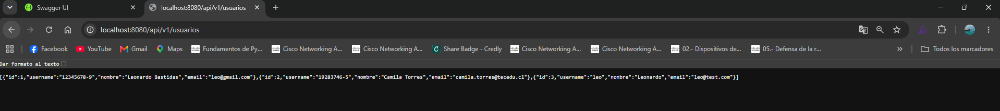 Swagger UI
localhost:8080/api/v1/usuarios
localhost:8080/api/v1/usuarios
Facebook YouTube Gmail Maps Fundamentos de Py... Cisco Networking A... Cisco Networking A... Share Badge - Credly Cisco Networking A... Cisco Networking A... 02.- Dispositivos de... 05.- Defensa de la r... » Todos los marcadores
Dar formato al texto
[{"id":1,"username":"12345678-9","nombre":"Leonardo Bastidas","email":"leo@gmail.com"},{"id":2,"username":"19283746-5","nombre":"Camila Torres","email":"camila.torres@tecedu.cl"},{"id":3,"username":"leo","nombre":"Leonardo","email":"leo@test.com"}]